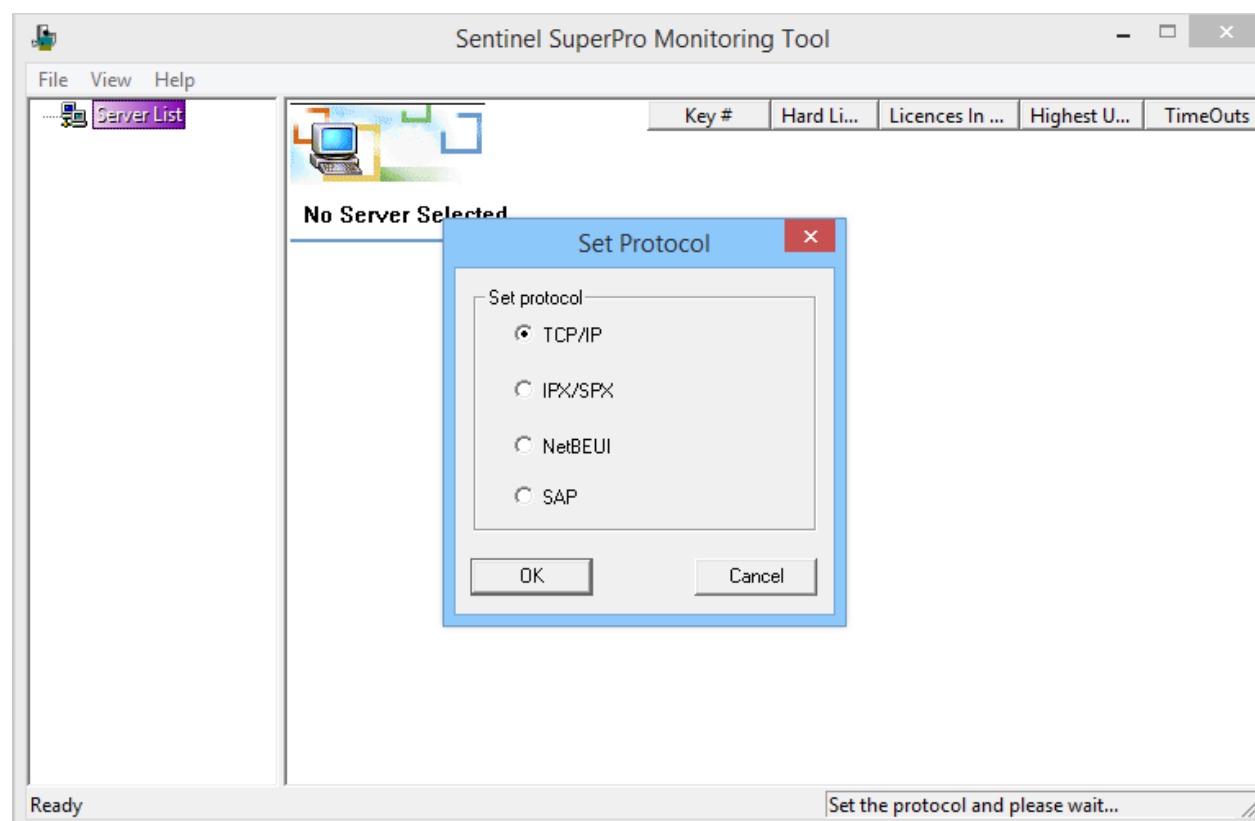 Sentinel SuperPro Monitoring Tool
File View Help
Server List
Key # Hard Li... Licences In ... Highest U... TimeOuts
No Server Selected
Set Protocol
Set protocol
TCP/IP
IPX/SPX
NetBEUI
SAP
OK Cancel
Ready Set the protocol and please wait...